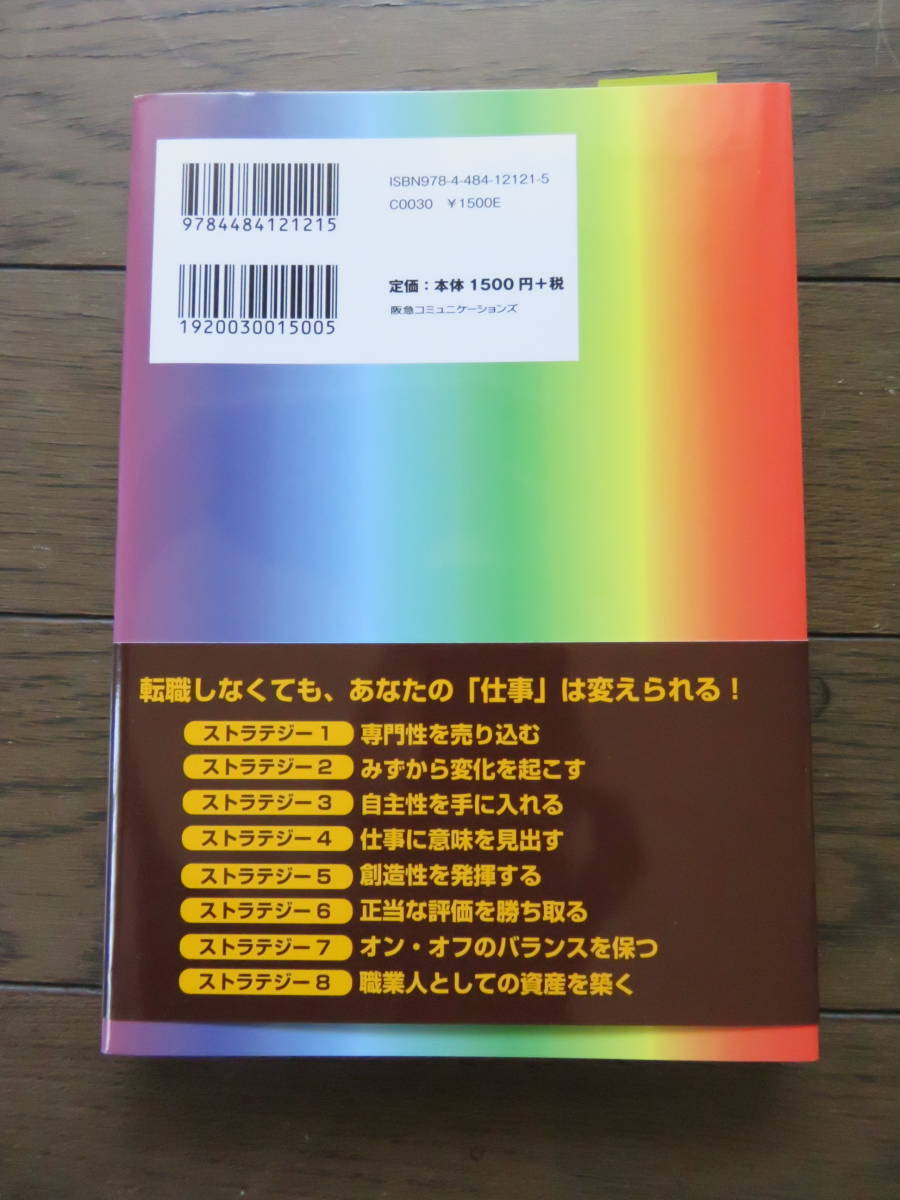 9784484121215
ISBN978-4-484-12121-5
C0030 ￥1500E
1920030015005
定価：本体1500円＋税
阪急コミュニケーションズ
転職しなくても、あなたの「仕事」は変えられる！
ストラテジー1 専門性を売り込む
ストラテジー2 みずから変化を起こす
ストラテジー3 自主性を手に入れる
ストラテジー4 仕事に意味を見出す
ストラテジー5 創造性を発揮する
ストラテジー6 正当な評価を勝ち取る
ストラテジー7 オン・オフのバランスを保つ
ストラテジー8 職業人としての資産を築く